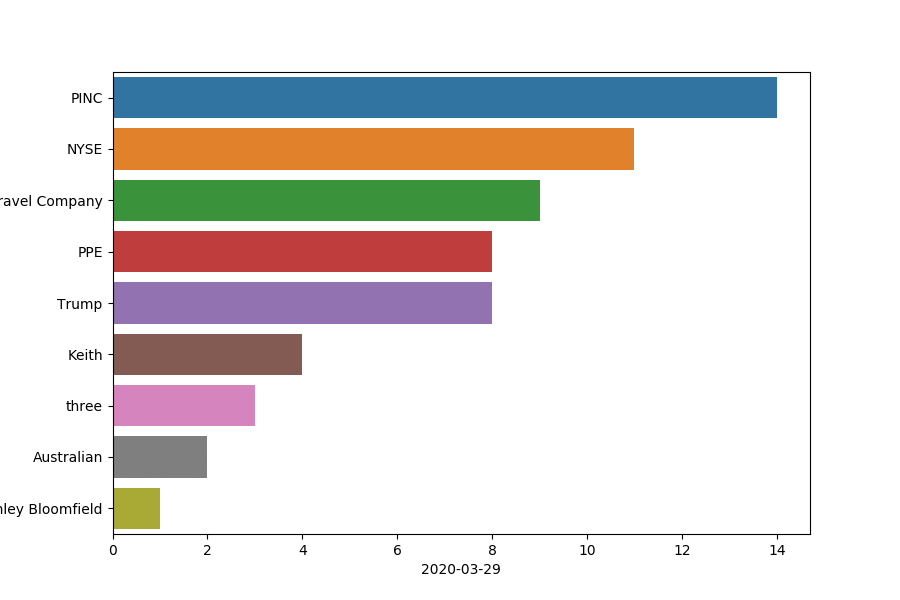 PINC
NYSE
ravel Company
PPE
Trump
Keith
three
Australian
nley Bloomfield
0 2 4 6 8 10 12 14
2020-03-29